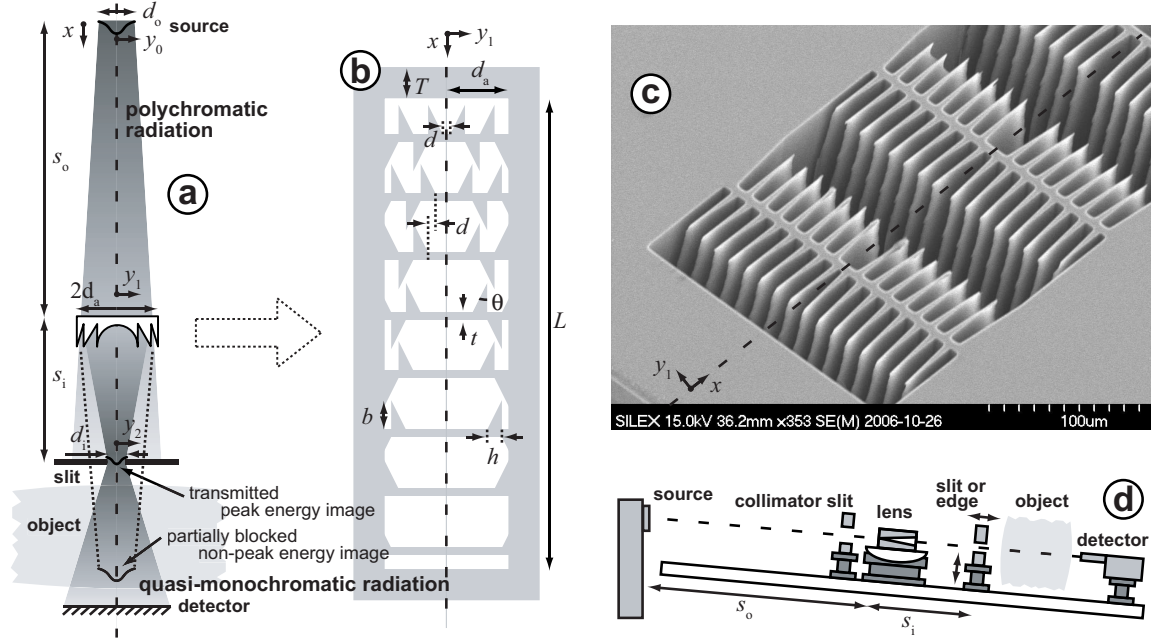 a
x
d_o
source
y_0
polychromatic
radiation
s_o
y_1
2d_a
s_i
d_i
y_2
slit
transmitted
peak energy image
object
partially blocked
non-peak energy image
quasi-monochromatic radiation
detector
b
x
y_1
T
d_a
d
d
θ
t
L
b
h
c
y_1
x
SILEX 15.0kV 36.2mm x353 SE(M) 2006-10-26
100um
d
source
collimator slit
lens
slit or
edge
object
detector
s_o
s_i